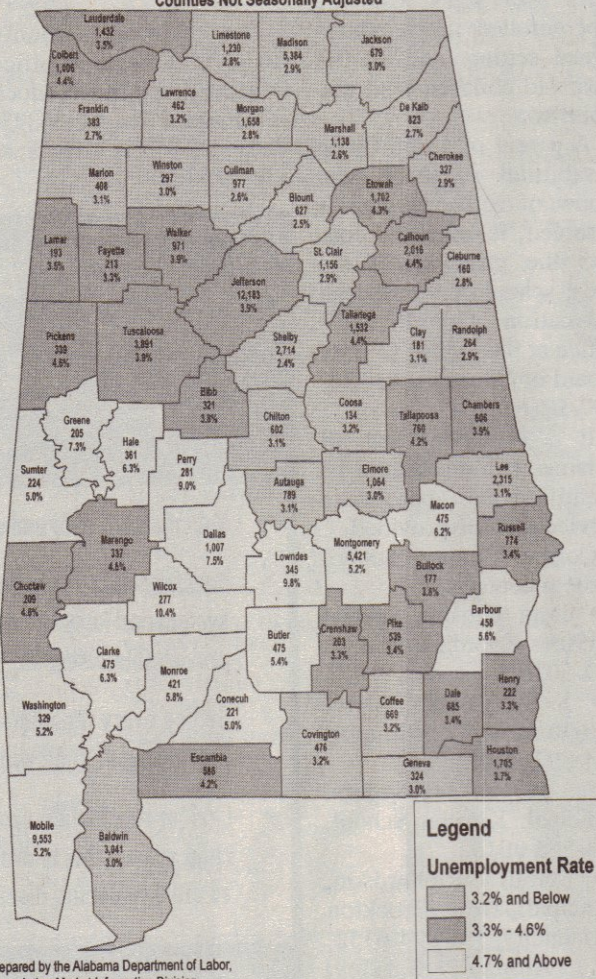 Counties Not Seasonally Adjusted
Lauderdale
1,432
3.5%
Limestone
1,230
2.8%
Madison
5,384
2.9%
Jackson
679
3.0%
Colbert
1,006
4.4%
Lawrence
462
3.2%
Franklin
383
2.7%
Morgan
1,658
2.8%
Marshall
1,138
2.6%
De Kalb
823
2.7%
Cherokee
327
2.9%
Marion
408
3.1%
Winston
297
3.0%
Cullman
977
2.6%
Blount
627
2.5%
Etowah
1,702
4.3%
Lamar
193
3.5%
Fayette
213
3.3%
Walker
971
3.9%
Jefferson
12,183
3.9%
St. Clair
1,156
2.9%
Calhoun
2,016
4.4%
Cleburne
160
2.8%
Pickens
339
4.6%
Tuscaloosa
3,891
3.9%
Shelby
2,714
2.4%
Talladega
1,532
4.4%
Clay
181
3.1%
Randolph
264
2.9%
Bibb
321
3.8%
Greene
205
7.3%
Hale
361
6.3%
Chilton
602
3.1%
Coosa
134
3.2%
Tallapoosa
760
4.2%
Chambers
606
3.9%
Sumter
224
5.0%
Perry
281
9.0%
Autauga
789
3.1%
Elmore
1,064
3.0%
Lee
2,315
3.1%
Macon
475
6.2%
Russell
774
3.4%
Marengo
337
4.6%
Dallas
1,007
7.5%
Lowndes
345
9.8%
Montgomery
5,421
5.2%
Bullock
177
3.8%
Choctaw
209
4.6%
Wilcox
277
10.4%
Butler
475
5.4%
Crenshaw
203
3.3%
Pike
539
3.4%
Barbour
458
5.6%
Clarke
475
6.3%
Monroe
421
5.8%
Conecuh
221
5.0%
Covington
476
3.2%
Coffee
669
3.2%
Dale
685
3.4%
Henry
222
3.3%
Washington
329
5.2%
Escambia
586
4.2%
Geneva
324
3.0%
Houston
1,705
3.7%
Mobile
9,553
5.2%
Baldwin
3,041
3.0%
Legend
Unemployment Rate
3.2% and Below
3.3% - 4.6%
4.7% and Above
epared by the Alabama Department of Labor,
Market Information Division